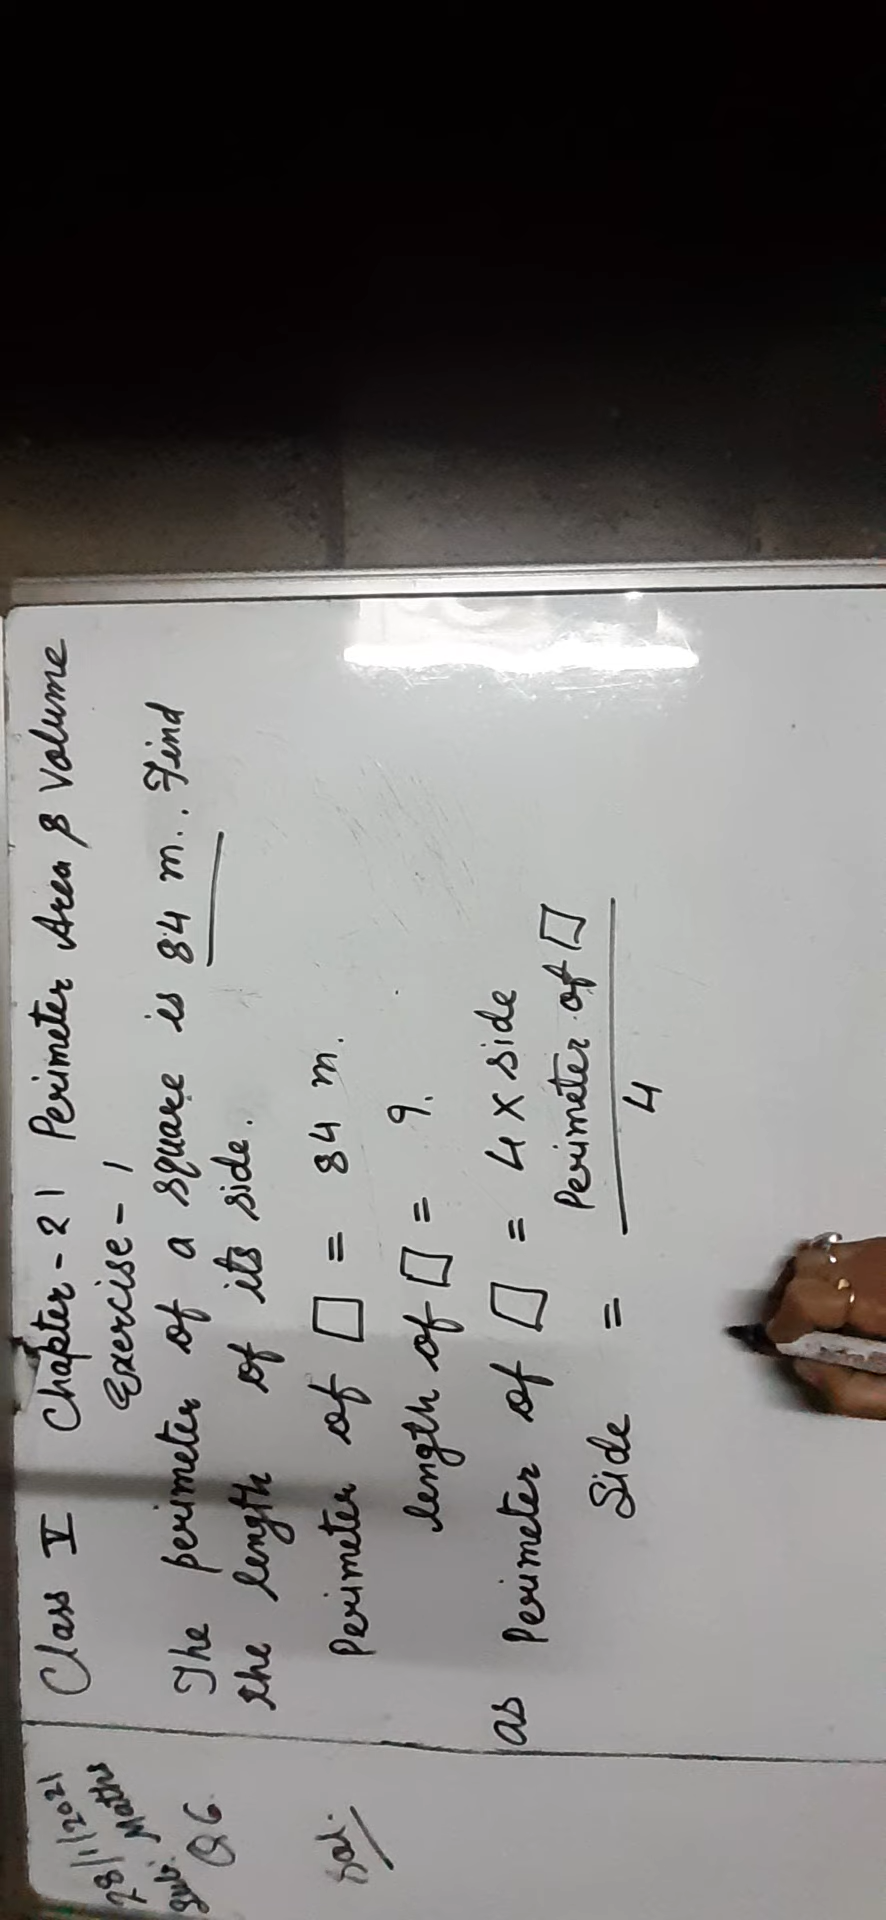 28/1/2021
Sub. Maths
Class V Chapter-21 Perimeter Area & Volume
Exercise-1
Q6. The perimeter of a square is 84 m. Find
the length of its side.
Sol. Perimeter of □ = 84 m.
length of □ = ?
as Perimeter of □ = 4 × side
Side = Perimeter of □
4